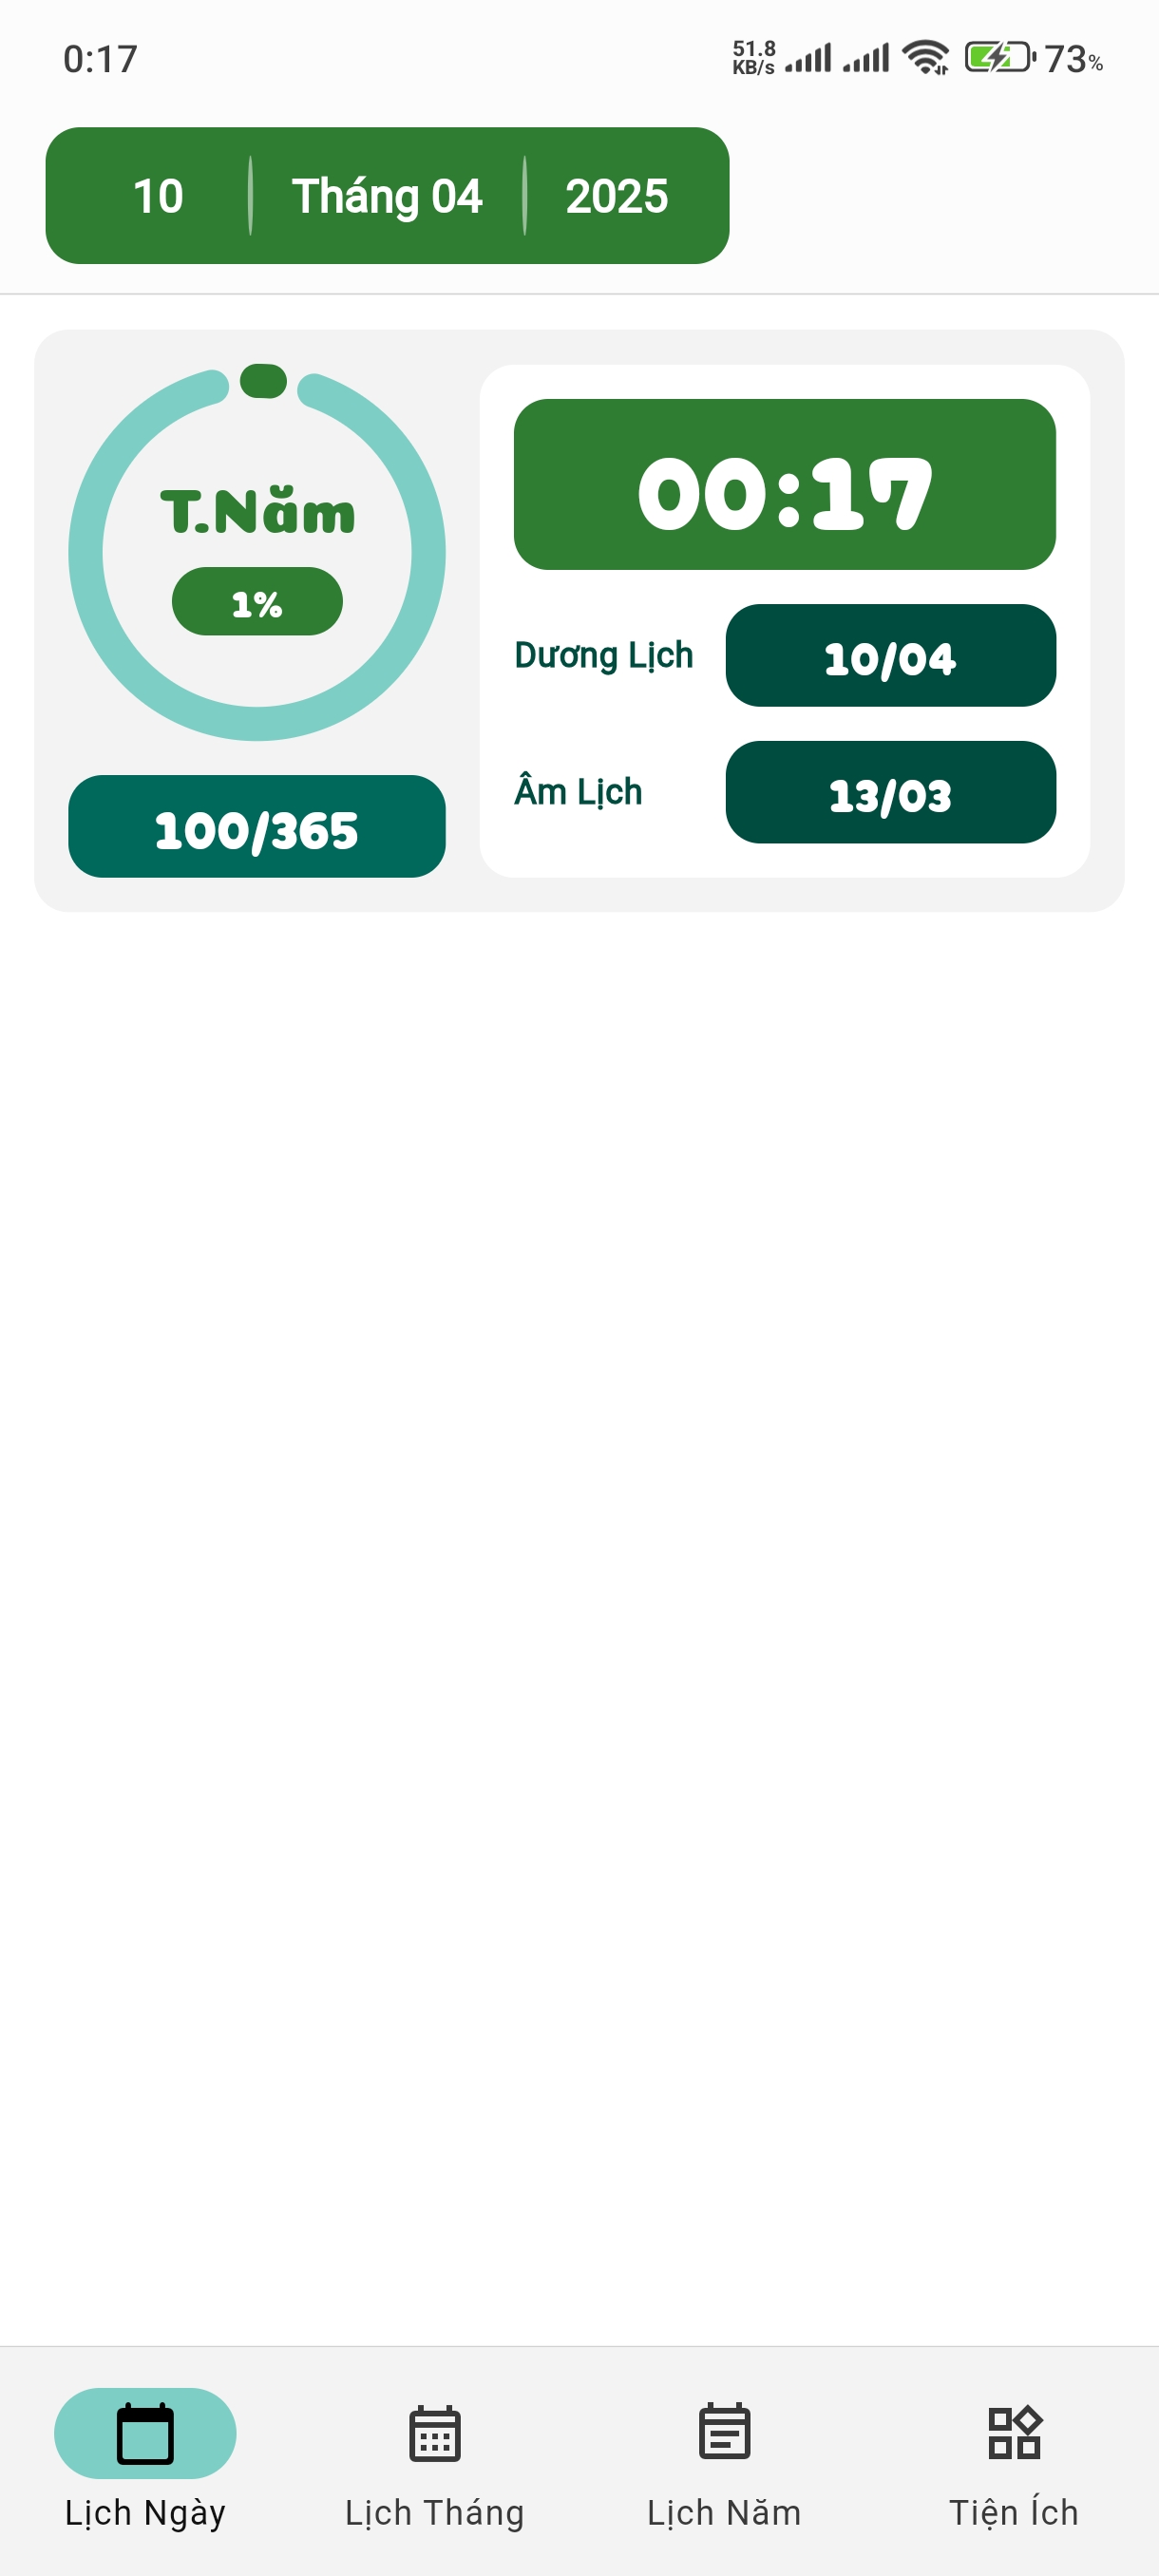 0:17
51.8
KB/s
73%
10 Tháng 04 2025
T.Năm
1%
100/365
00:17
Dương Lịch 10/04
Âm Lịch 13/03
Lịch Ngày Lịch Tháng Lịch Năm Tiện Ích